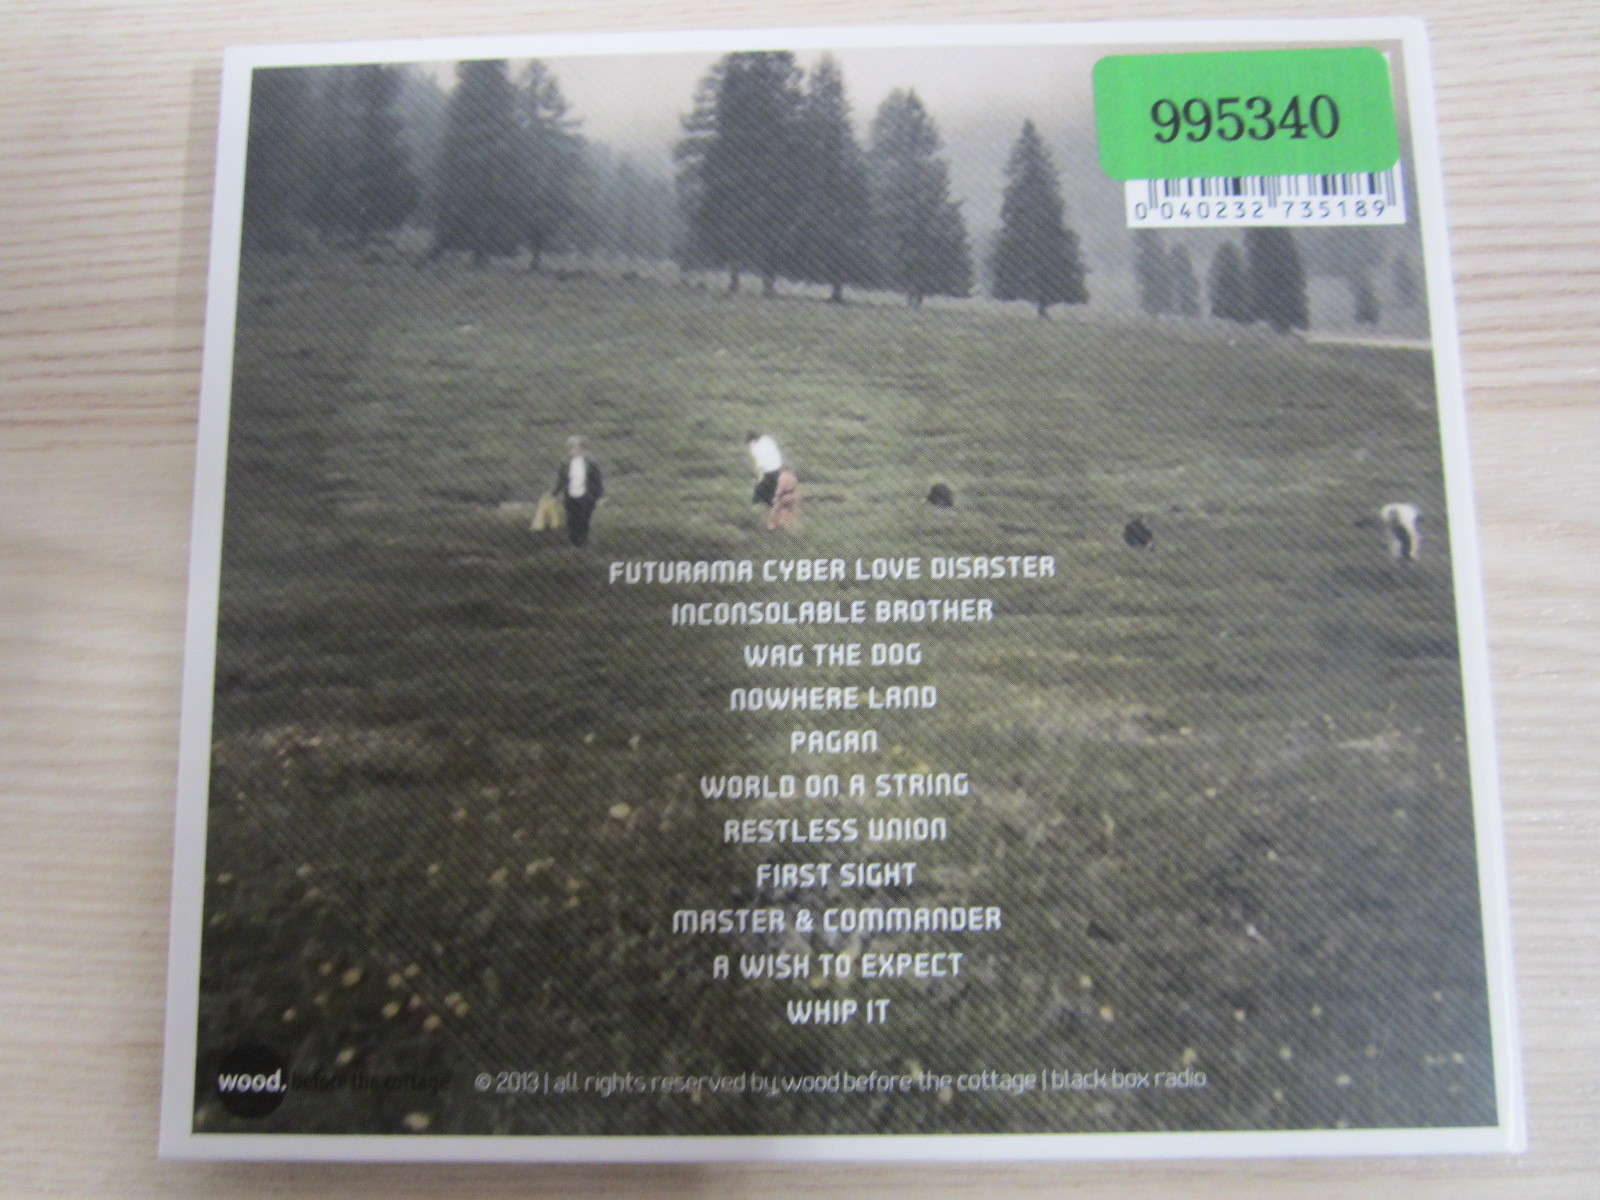 995340
0 040232 735189
FUTURAMA CYBER LOVE DISASTER
INCONSOLABLE BROTHER
WAG THE DOG
NOWHERE LAND
PAGAN
WORLD ON A STRING
RESTLESS UNION
FIRST SIGHT
MASTER & COMMANDER
A WISH TO EXPECT
WHIP IT
wood, before the cottage
© 2013 | all rights reserved by wood before the cottage | black box radio